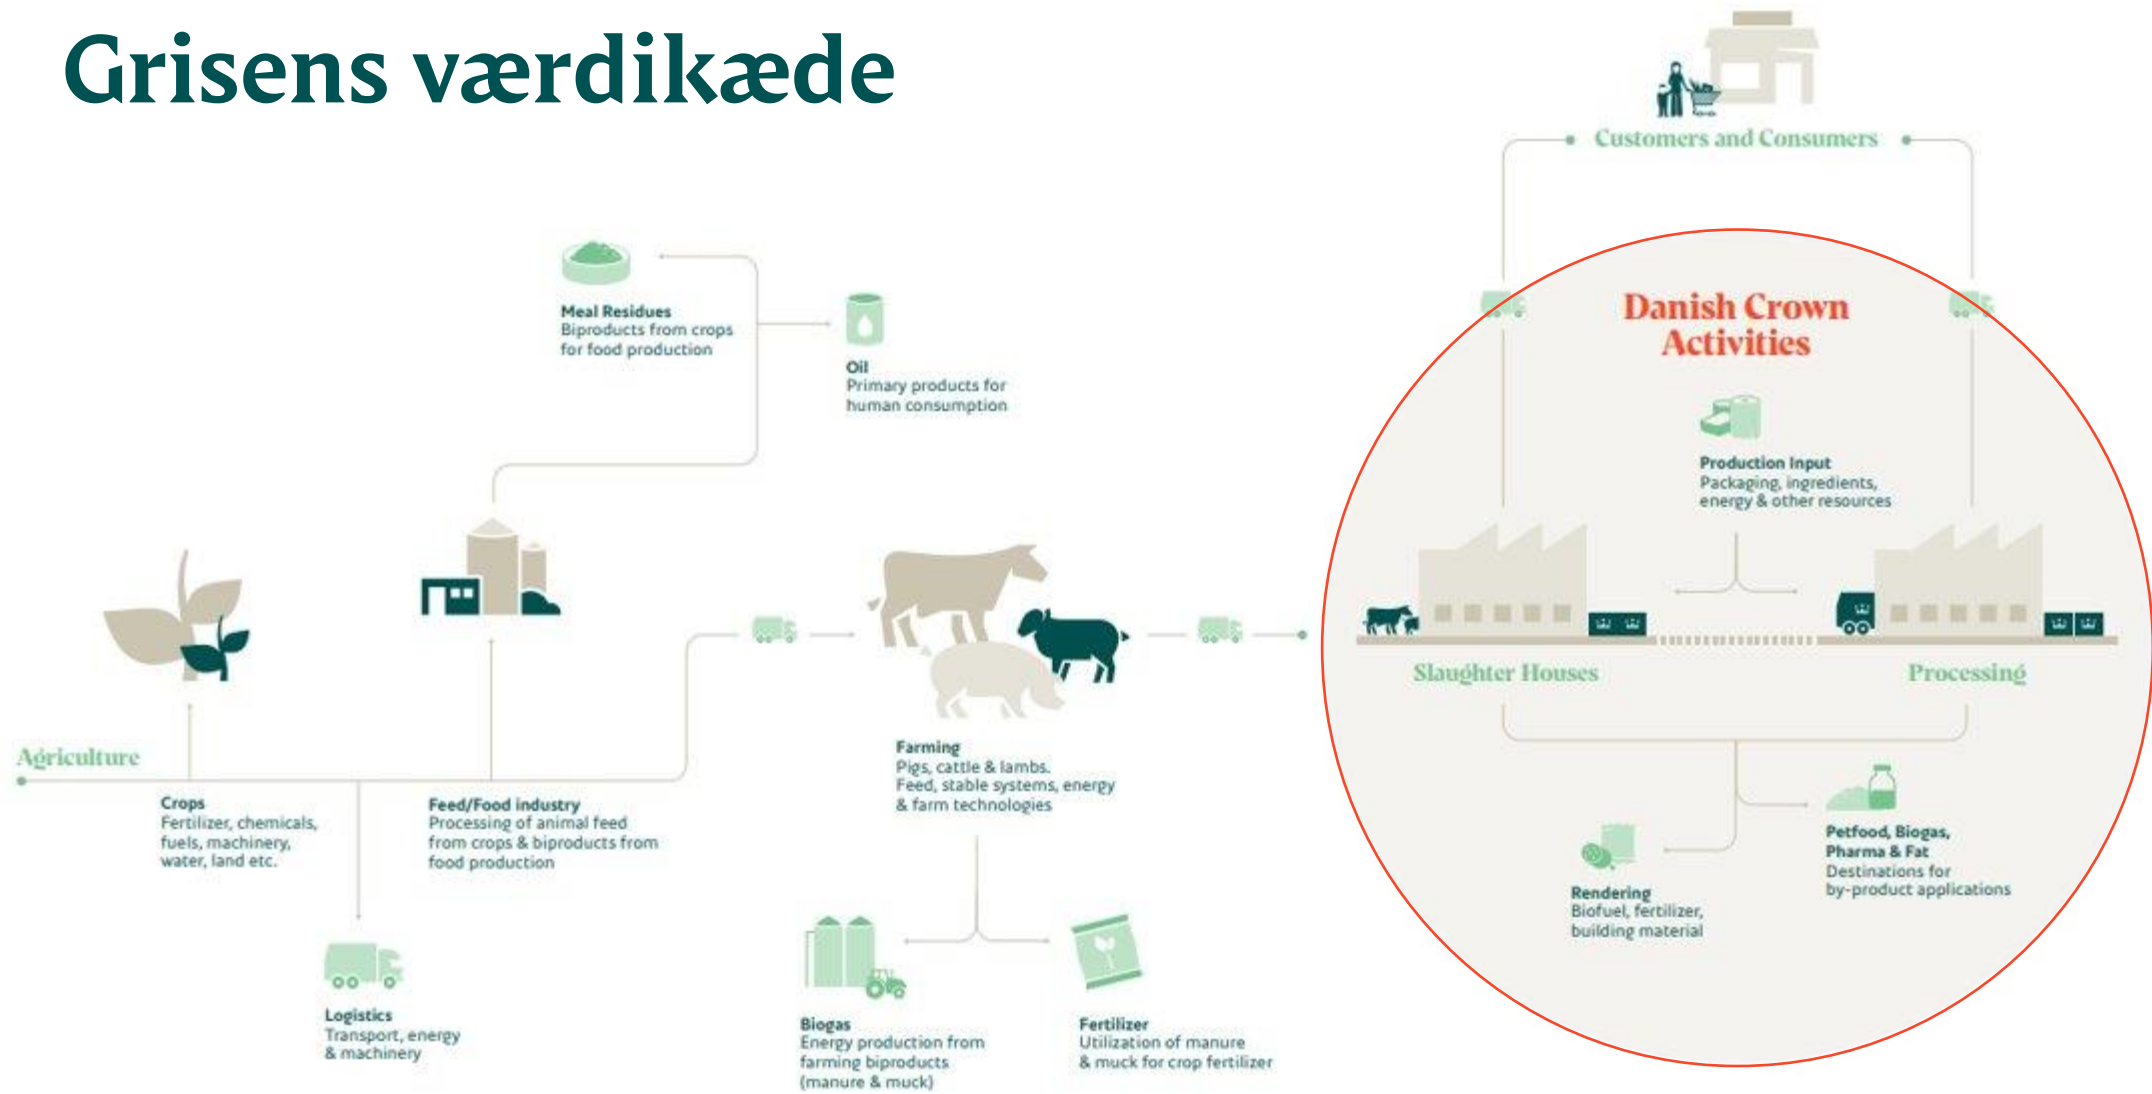 Grisens værdikæde
Customers and Consumers
Danish Crown
Activities
Meal Residues
Biproducts from crops
for food production
Oil
Primary products for
human consumption
Production Input
Packaging, ingredients,
energy & other resources
Slaughter Houses
Processing
Agriculture
Crops
Fertilizer, chemicals,
fuels, machinery,
water, land etc.
Feed/Food industry
Processing of animal feed
from crops & biproducts from
food production
Farming
Pigs, cattle & lambs.
Feed, stable systems, energy
& farm technologies
Petfood, Biogas,
Pharma & Fat
Destinations for
by-product applications
Rendering
Biofuel, fertilizer,
building material
Logistics
Transport, energy
& machinery
Biogas
Energy production from
farming biproducts
(manure & muck)
Fertilizer
Utilization of manure
& muck for crop fertilizer